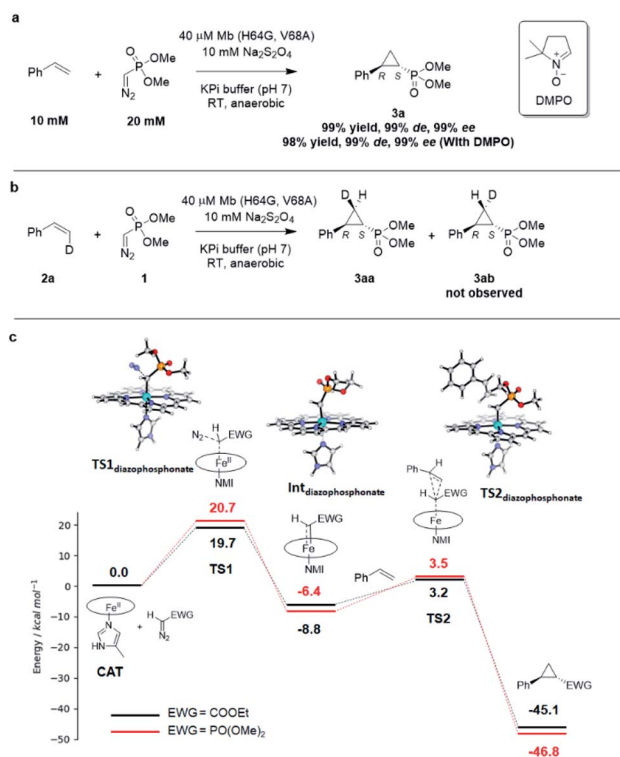 a
40 μM Mb (H64G, V68A)
10 mM Na2S2O4
KPi buffer (pH 7)
RT, anaerobic
Ph
+
O
P
OMe
OMe
N2
10 mM
20 mM
Ph
R
S
O
P
OMe
OMe
3a
99% yield, 99% de, 99% ee
98% yield, 99% de, 99% ee (With DMPO)
N
O
DMPO
b
40 μM Mb (H64G, V68A)
10 mM Na2S2O4
KPi buffer (pH 7)
RT, anaerobic
Ph
D
2a
+
O
P
OMe
OMe
N2
1
D
H
Ph
R
S
P
O
OMe
OMe
3aa
+
H
D
Ph
R
S
P
O
OMe
OMe
3ab
not observed
c
TS1diazophosphonate
Intdiazophosphonate
TS2diazophosphonate
H
N2
EWG
FeII
NMI
H
EWG
Fe
NMI
Ph
H
EWG
Fe
NMI
Ph
Energy / kcal mol−1
20
10
0
−10
−20
−30
−40
−50
0.0
20.7
19.7
TS1
-6.4
-8.8
3.5
3.2
TS2
FeII
N
HN
+
H
EWG
N2
CAT
Ph
EWG
-45.1
-46.8
EWG = COOEt
EWG = PO(OMe)2